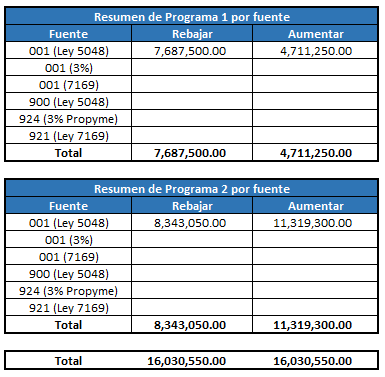 Resumen de Programa 1 por fuente
Fuente Rebajar Aumentar
001 (Ley 5048) 7,687,500.00 4,711,250.00
001 (3%)
001 (7169)
900 (Ley 5048)
924 (3% Propyme)
921 (Ley 7169)
Total 7,687,500.00 4,711,250.00
Resumen de Programa 2 por fuente
Fuente Rebajar Aumentar
001 (Ley 5048) 8,343,050.00 11,319,300.00
001 (3%)
001 (7169)
900 (Ley 5048)
924 (3% Propyme)
921 (Ley 7169)
Total 8,343,050.00 11,319,300.00
Total 16,030,550.00 16,030,550.00